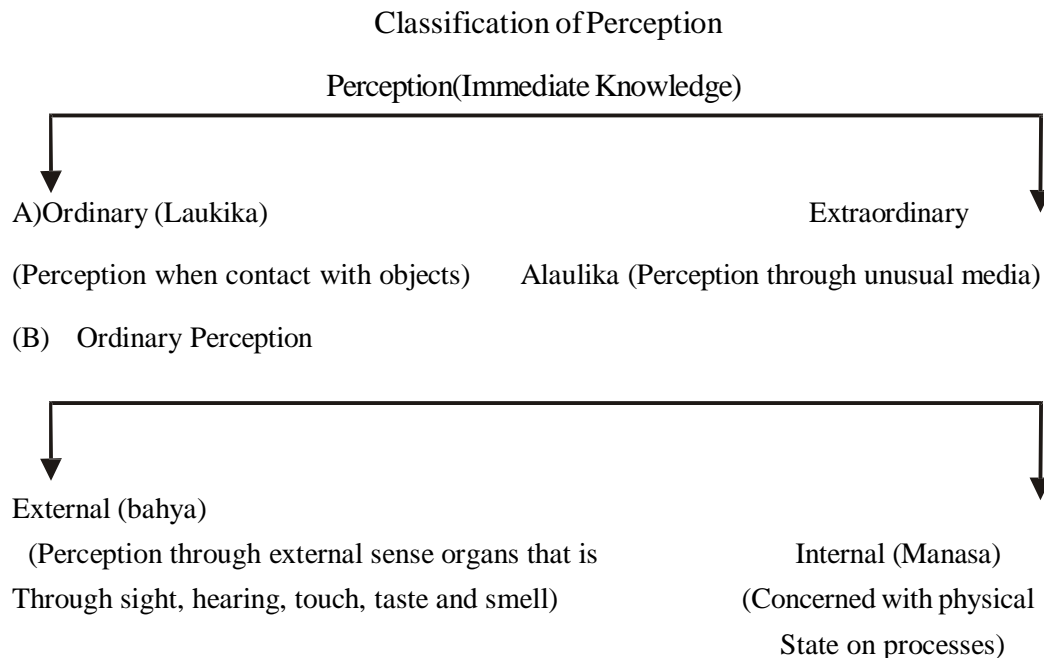 Classification of Perception
Perception(Immediate Knowledge)
A)Ordinary (Laukika) Extraordinary
(Perception when contact with objects) Alaulika (Perception through unusual media)
(B) Ordinary Perception
External (bahya)
(Perception through external sense organs that is Internal (Manasa)
Through sight, hearing, touch, taste and smell) (Concerned with physical
State on processes)